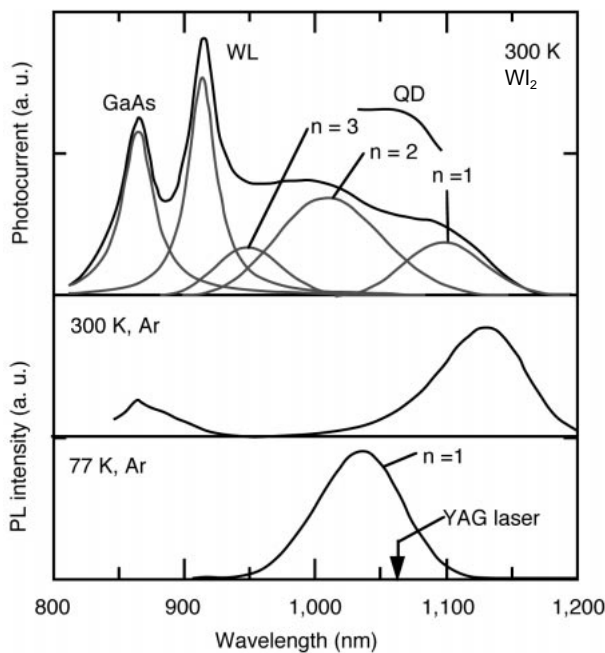 Photocurrent (a. u.)
GaAs
WL
300 K
WI₂
QD
n = 3
n = 2
n =1
300 K, Ar
PL intensity (a. u.)
77 K, Ar
n =1
YAG laser
800 900 1,000 1,100 1,200
Wavelength (nm)